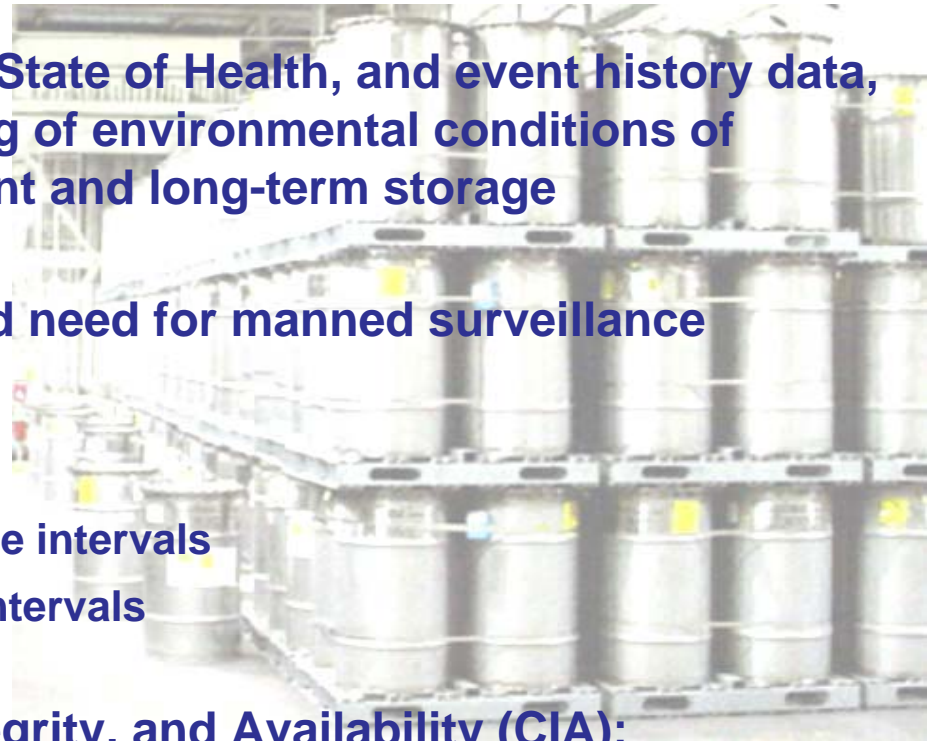 State of Health, and event history data,
g of environmental conditions of
nt and long-term storage
d need for manned surveillance
e intervals
ntervals
grity, and Availability (CIA):